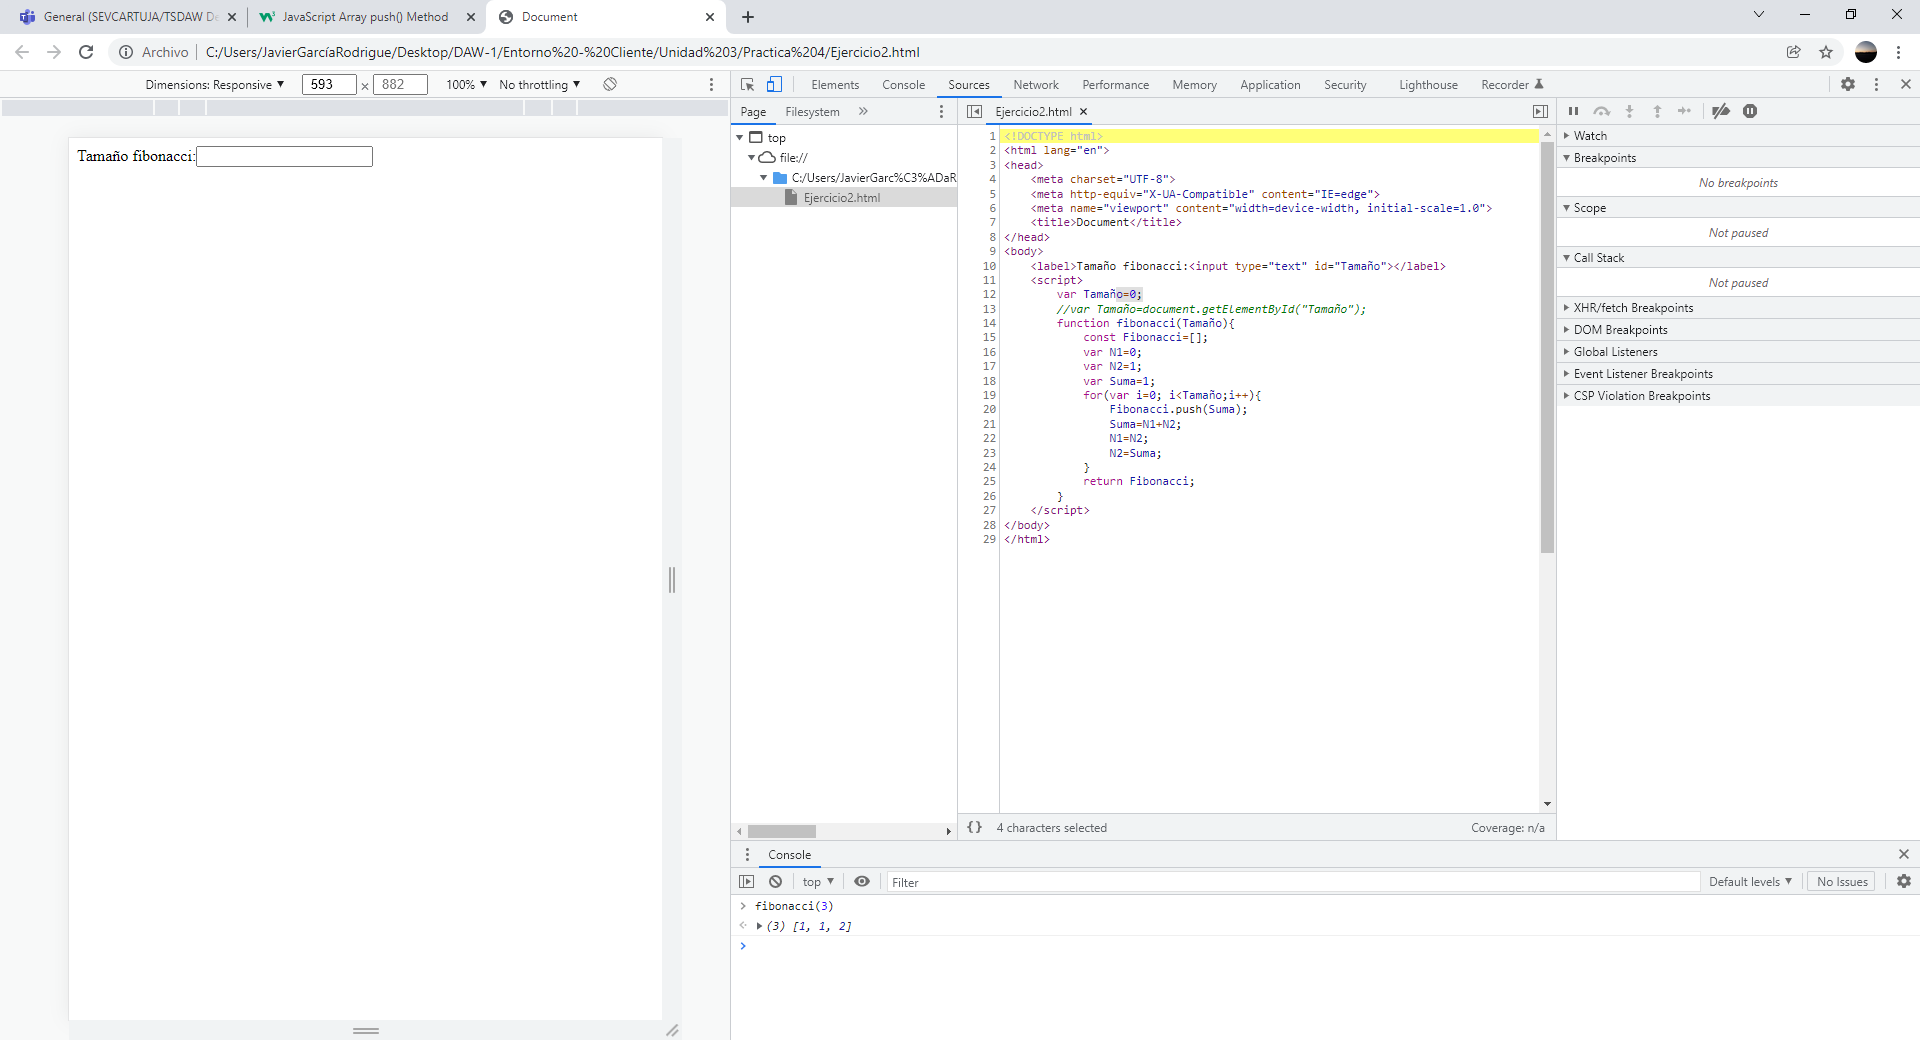 General (SEVCARTUJA/TSDAW De
JavaScript Array push() Method
Document
Archivo
C:/Users/JavierGarcíaRodrigue/Desktop/DAW-1/Entorno%20-%20Cliente/Unidad%203/Practica%204/Ejercicio2.html
Dimensions: Responsive ▼ 593 × 882 100% ▼ No throttling ▼
Elements Console Sources Network Performance Memory Application Security Lighthouse Recorder
Page Filesystem »
Ejercicio2.html
top
file://
C:/Users/JavierGarc%C3%ADaR
Ejercicio2.html
Tamaño fibonacci:
1 <!DOCTYPE html>
2 <html lang="en">
3 <head>
4 <meta charset="UTF-8">
5 <meta http-equiv="X-UA-Compatible" content="IE=edge">
6 <meta name="viewport" content="width=device-width, initial-scale=1.0">
7 <title>Document</title>
8 </head>
9 <body>
10 <label>Tamaño fibonacci:<input type="text" id="Tamaño"></label>
11 <script>
12 var Tamaño=0;
13 //var Tamaño=document.getElementById("Tamaño");
14 function fibonacci(Tamaño){
15 const Fibonacci=[];
16 var N1=0;
17 var N2=1;
18 var Suma=1;
19 for(var i=0; i<Tamaño;i++){
20 Fibonacci.push(Suma);
21 Suma=N1+N2;
22 N1=N2;
23 N2=Suma;
24 }
25 return Fibonacci;
26 }
27 </script>
28 </body>
29 </html>
{} 4 characters selected
Coverage: n/a
Watch
Breakpoints
No breakpoints
Scope
Not paused
Call Stack
Not paused
XHR/fetch Breakpoints
DOM Breakpoints
Global Listeners
Event Listener Breakpoints
CSP Violation Breakpoints
Console
top ▼ Filter Default levels ▼ No Issues
fibonacci(3)
(3) [1, 1, 2]